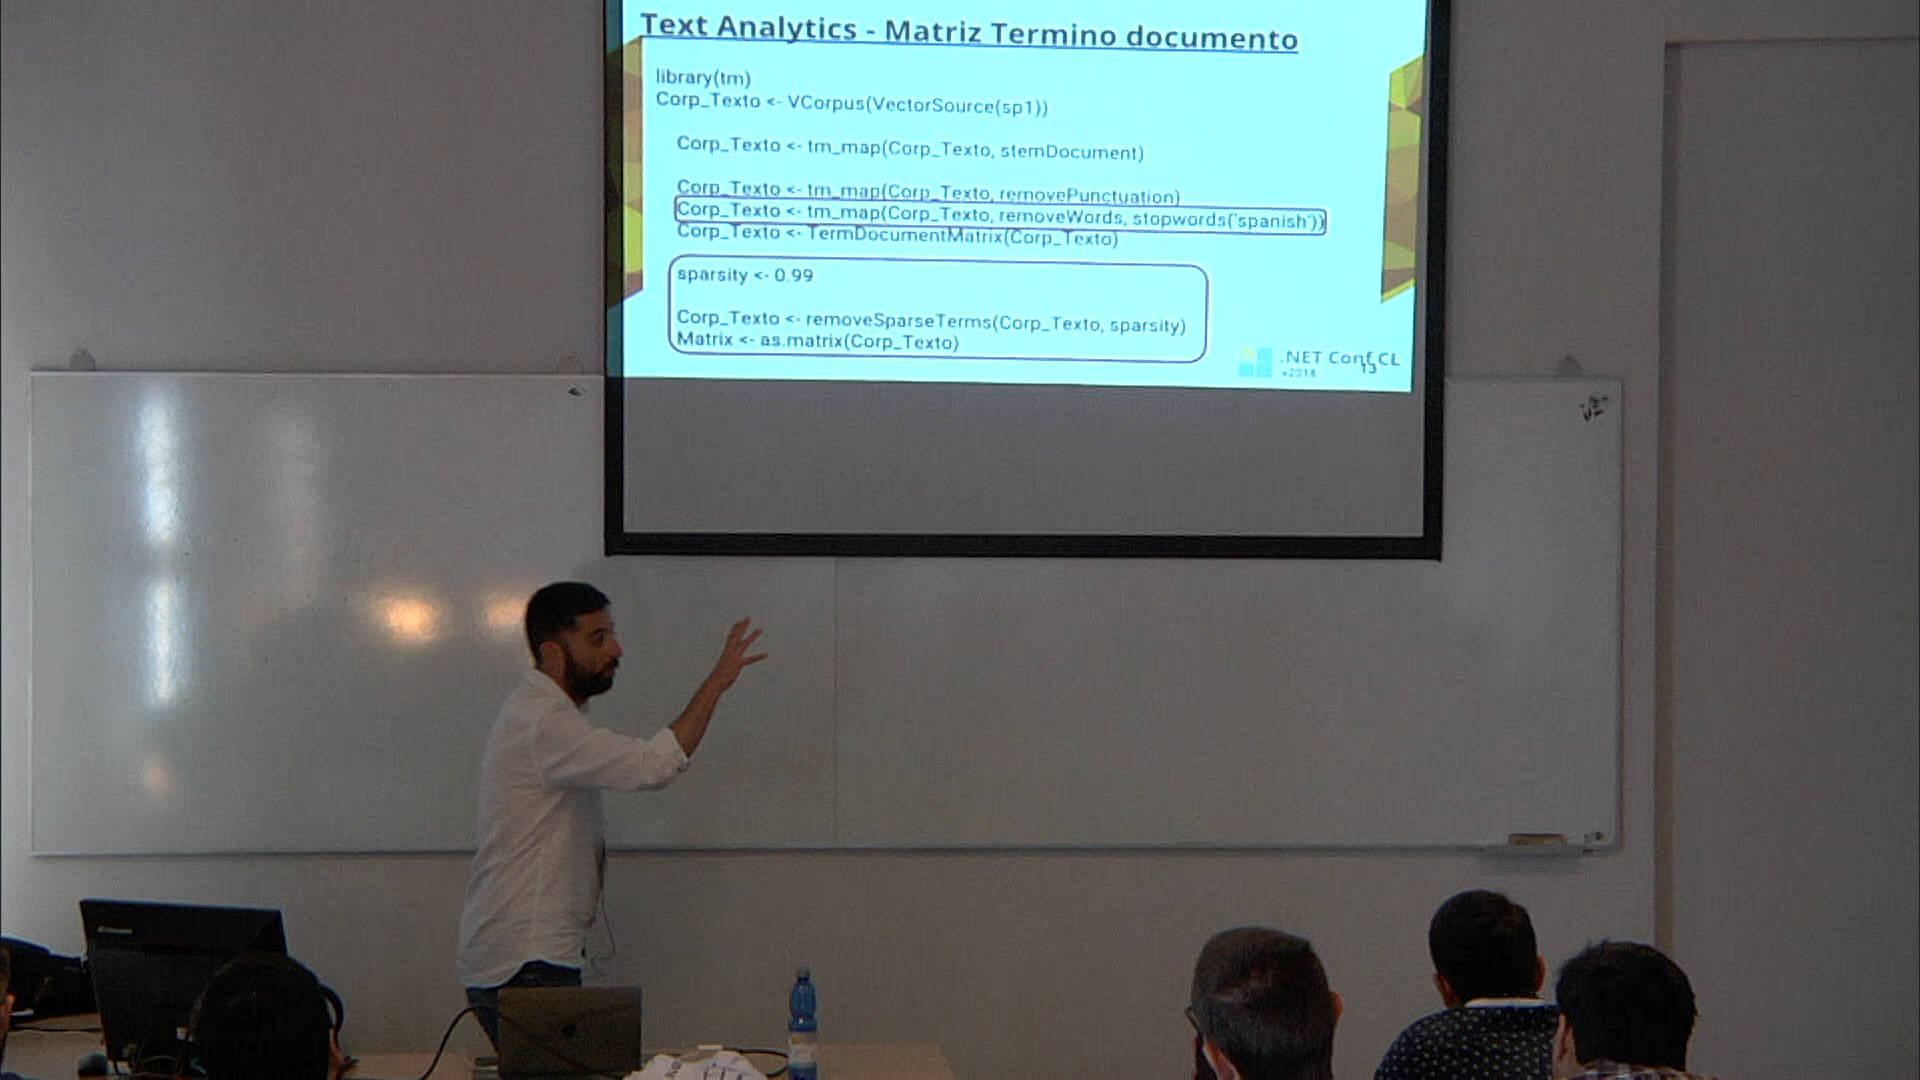 Text Analytics - Matriz Termino documento
library(tm)
Corp_Texto <- VCorpus(VectorSource(sp1))
Corp_Texto <- tm_map(Corp_Texto, stemDocument)
Corp_Texto <- tm_map(Corp_Texto, removePunctuation)
Corp_Texto <- tm_map(Corp_Texto, removeWords, stopwords('spanish'))
Corp_Texto <- TermDocumentMatrix(Corp_Texto)
sparsity <- 0.99
Corp_Texto <- removeSparseTerms(Corp_Texto, sparsity)
Matrix <- as.matrix(Corp_Texto)
.NET Conf CL
v2018
13